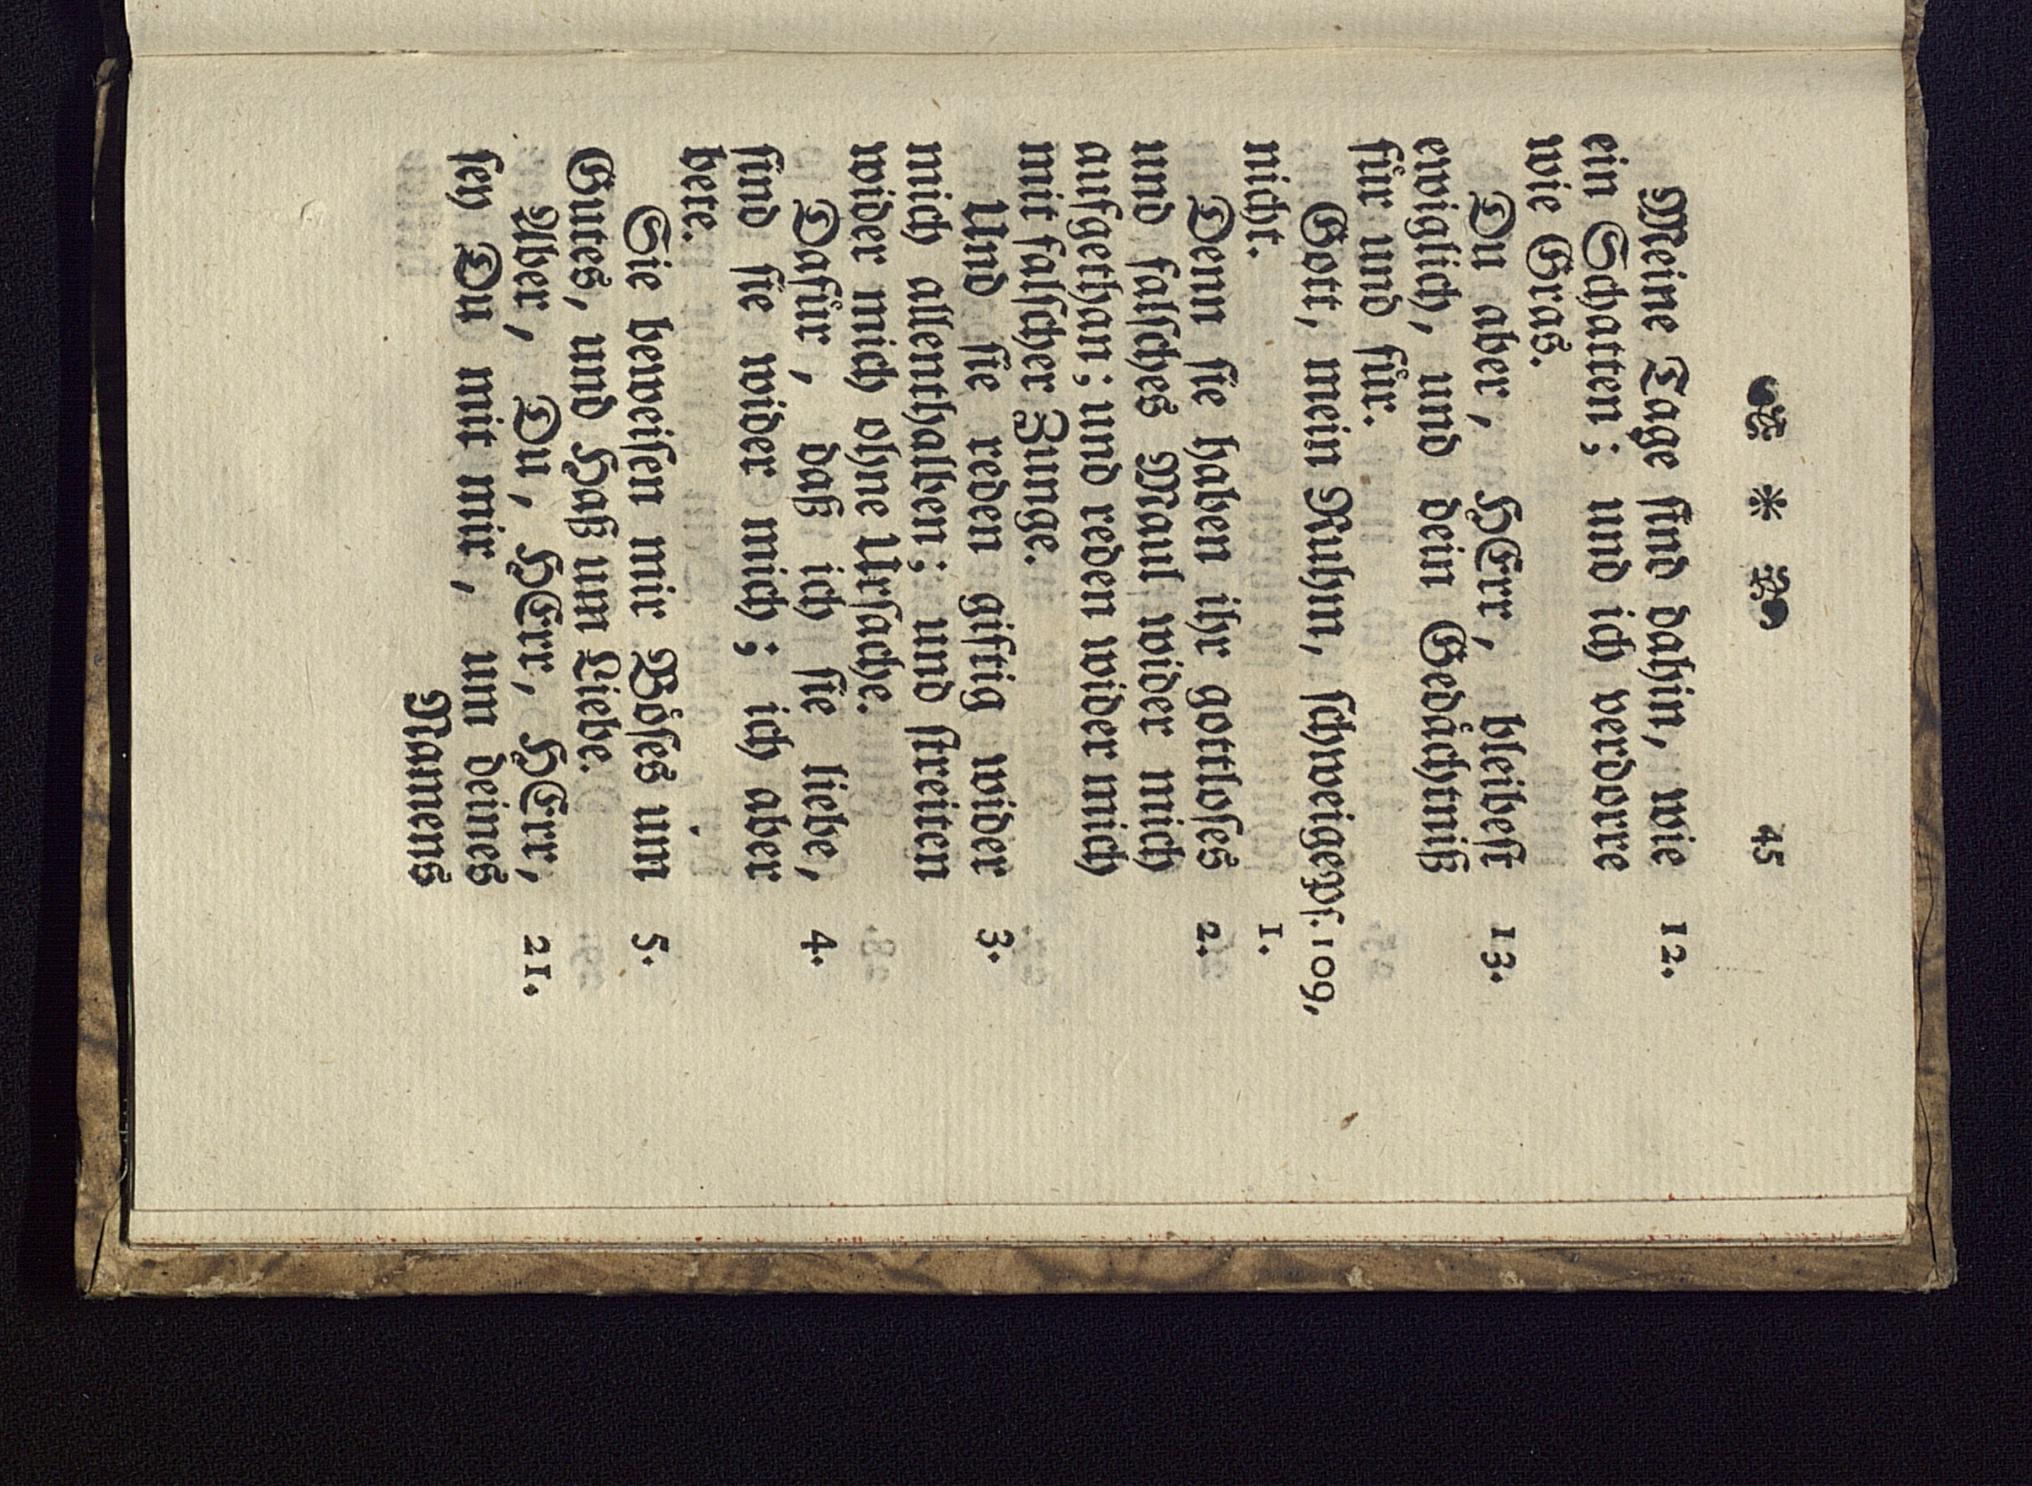 ❧ * ❧ 45
Meine Tage sind dahin, wie 12.
ein Schatten; und ich verdorre
wie Gras.
Du aber, HErr, bleibest 13.
ewiglich, und dein Gedächtniß
für und für.
Gott, mein Ruhm, schweige Ps. 109,
nicht. 1.
Denn sie haben ihr gottloses 2.
und falsches Maul wider mich
aufgethan; und reden wider mich
mit falscher Zunge.
Und sie reden giftig wider 3.
mich allenthalben; und streiten
wider mich ohne Ursache.
Dafür, daß ich sie liebe, 4.
sind sie wider mich; ich aber
bete.
Sie beweisen mir Böses um 5.
Gutes, und Haß um Liebe.
Aber, Du, HErr, HErr, 21.
sey Du mit mir, um deines
Namens